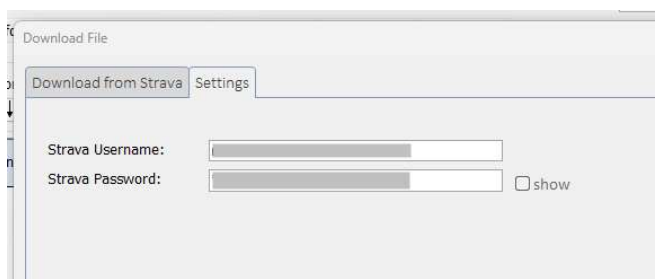 Download File
Download from Strava Settings
Strava Username:
Strava Password:
show